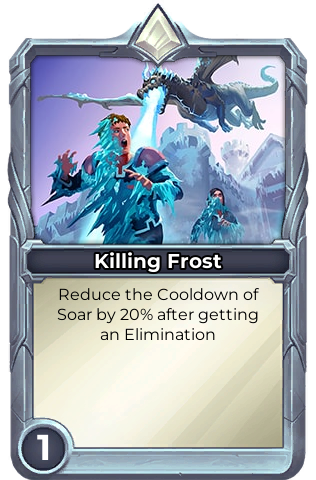 Killing Frost
Reduce the Cooldown of
Soar by 20% after getting
an Elimination
1